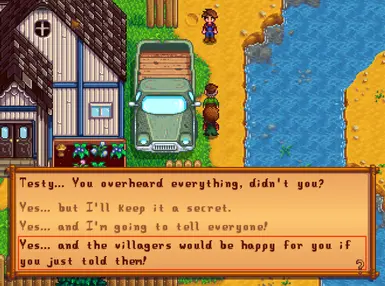 Testy... You overheard everything, didn't you?
Yes... but I'll keep it a secret.
Yes... and I'm going to tell everyone!
Yes... and the villagers would be happy for you if
you just told them!